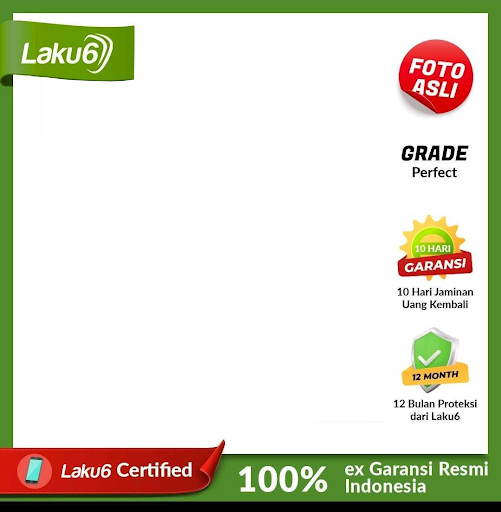 Laku6
FOTO
ASLI
GRADE
Perfect
10 HARI
GARANSI
10 Hari Jaminan
Uang Kembali
12 MONTH
12 Bulan Proteksi
dari Laku6
Laku6 Certified
100%
ex Garansi Resmi
Indonesia